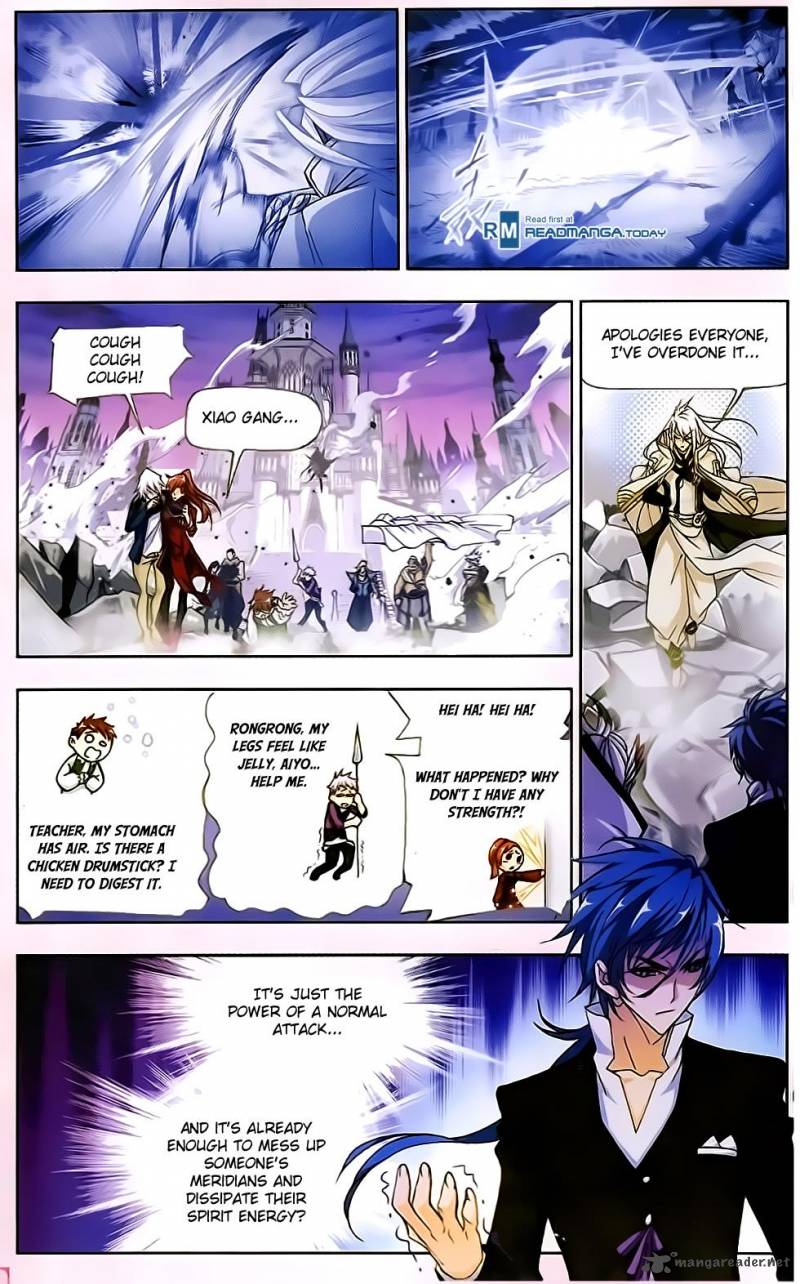 Read first at
RM READMANGA.TODAY
COUGH
COUGH
COUGH!
XIAO GANG...
APOLOGIES EVERYONE,
I'VE OVERDONE IT...
TEACHER, MY STOMACH
HAS AIR. IS THERE A
CHICKEN DRUMSTICK? I
NEED TO DIGEST IT.
RONGRONG, MY
LEGS FEEL LIKE
JELLY, AIYO...
HELP ME.
HEI HA! HEI HA!
WHAT HAPPENED? WHY
DON'T I HAVE ANY
STRENGTH?!
IT'S JUST THE
POWER OF A NORMAL
ATTACK...
AND IT'S ALREADY
ENOUGH TO MESS UP
SOMEONE'S
MERIDIANS AND
DISSIPATE THEIR
SPIRIT ENERGY?
mangareader.net